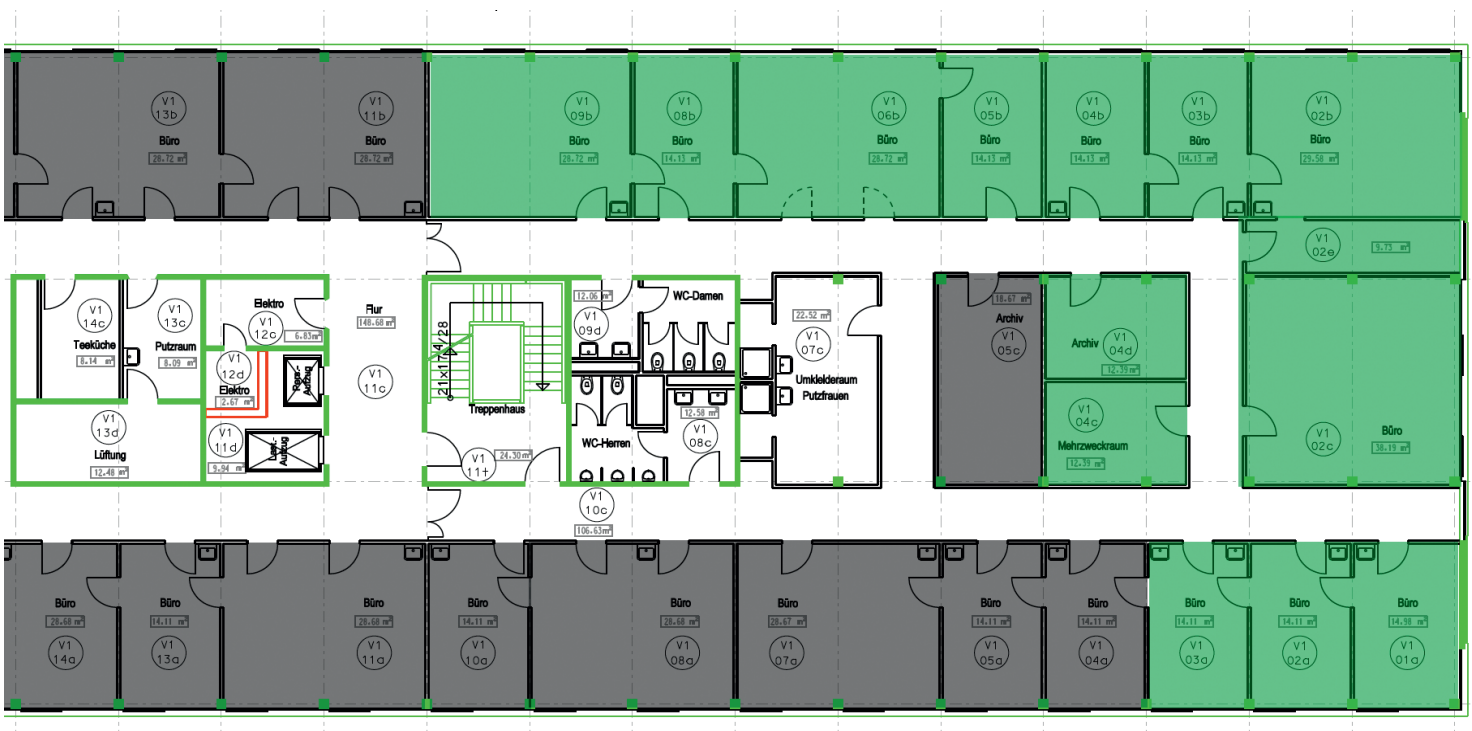 V1
13b
Büro
28.72 m²
V1
11b
Büro
28.72 m²
V1
09b
Büro
28.72 m²
V1
08b
Büro
14.13 m²
V1
06b
Büro
28.72 m²
V1
05b
Büro
14.13 m²
V1
04b
Büro
14.13 m²
V1
03b
Büro
14.13 m²
V1
02b
Büro
29.58 m²
V1
02e
9.73 m²
V1
14c
Teeküche
8.14 m²
V1
13c
Putzraum
8.09 m²
Elektro
V1
12c
6.83m²
V1
12d
Elektro
2.67 m²
Repr.-
Aufzug
V1
11d
9.94 m²
Last.-
Aufzug
V1
13d
Lüftung
12.48 m²
Flur
148.68 m²
V1
11c
21x17,4/28
Treppenhaus
V1
11+
24.30 m²
12.06 m²
V1
09d
WC-Damen
WC-Herren
12.58 m²
V1
08c
V1
10c
106.63m²
22.52 m²
V1
07c
Umkleideraum
Putzfrauen
18.67 m²
Archiv
V1
05c
Archiv
V1
04d
12.39 m²
V1
04c
Mehrzweckraum
12.39 m²
V1
02c
Büro
30.19 m²
Büro
28.68 m²
V1
14a
Büro
14.11 m²
V1
13a
Büro
28.68 m²
V1
11a
Büro
14.11 m²
V1
10a
Büro
28.68 m²
V1
08a
Büro
28.67 m²
V1
07a
Büro
14.11 m²
V1
05a
Büro
14.11 m²
V1
04a
Büro
14.11 m²
V1
03a
Büro
14.11 m²
V1
02a
Büro
14.98 m²
V1
01a